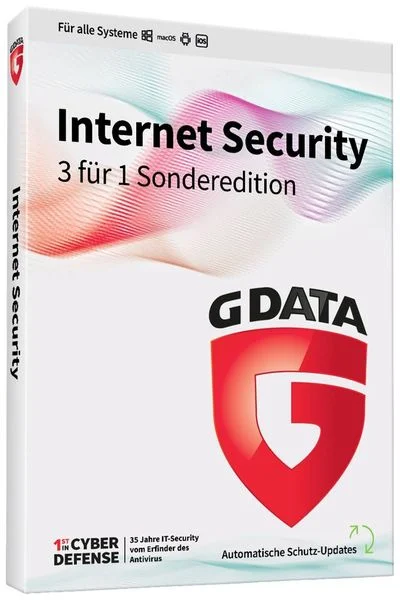 Für alle Systeme macOS iOS
Internet Security
3 für 1 Sonderedition
Internet Security
G DATA
1ST IN CYBER DEFENSE
35 Jahre IT-Security
vom Erfinder des
Antivirus
Automatische Schutz-Updates